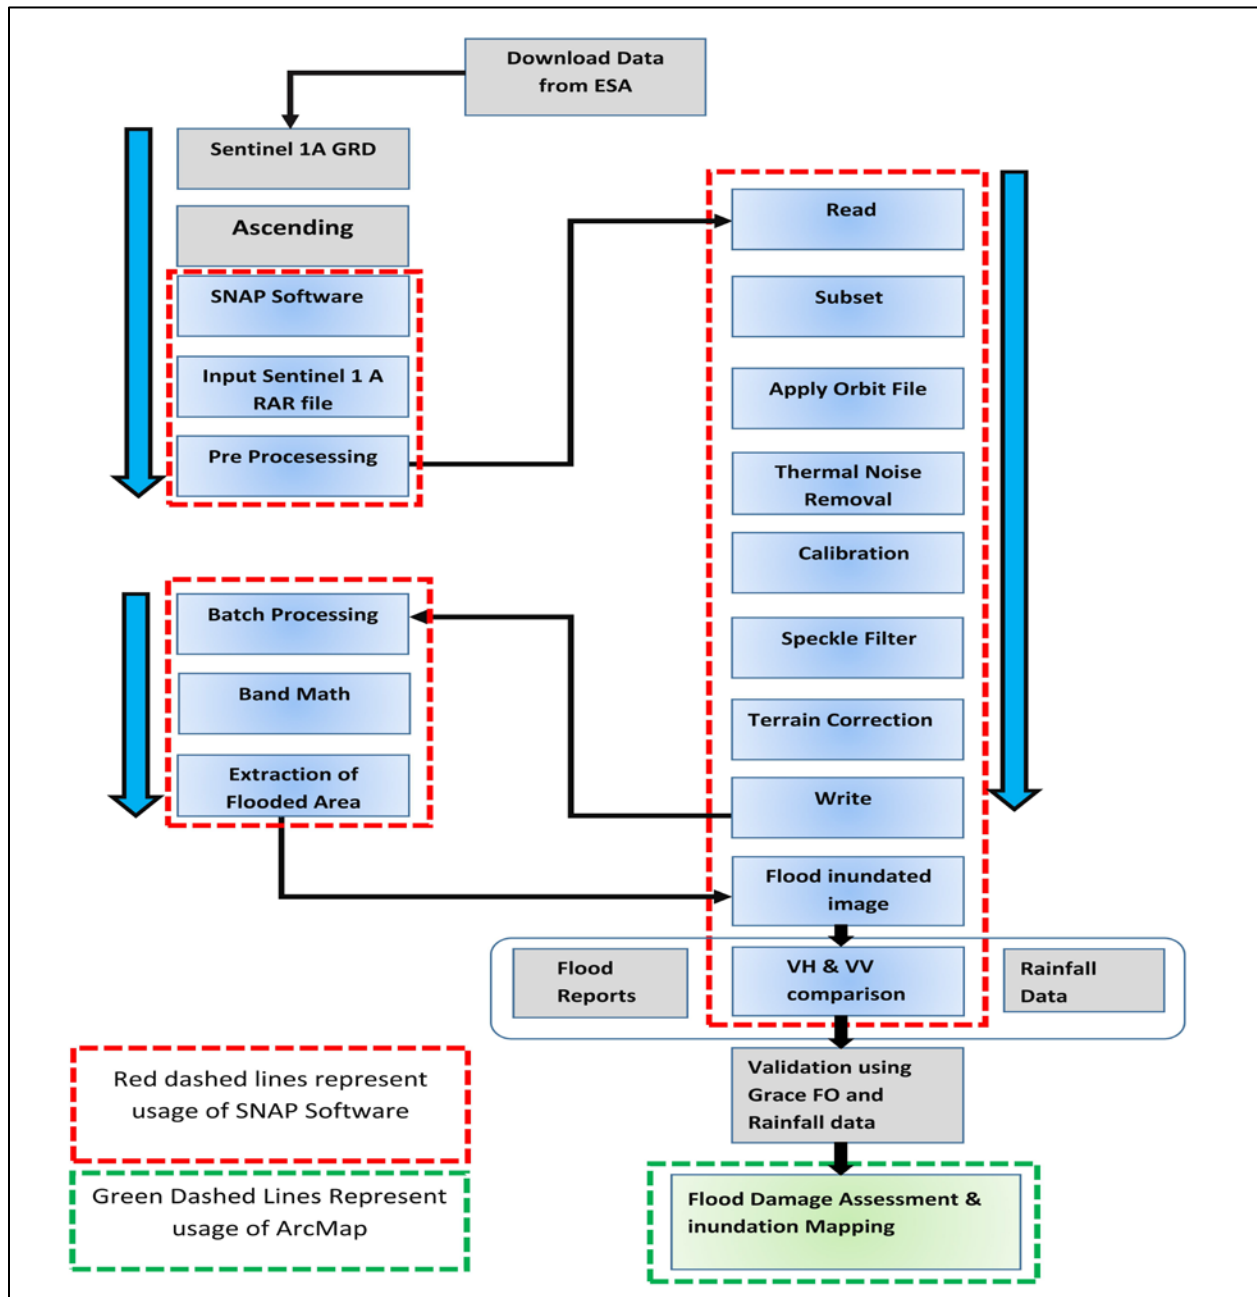 Download Data
from ESA
Sentinel 1A GRD
Ascending
SNAP Software
Input Sentinel 1 A
RAR file
Pre Procesessing
Read
Subset
Apply Orbit File
Thermal Noise
Removal
Calibration
Speckle Filter
Terrain Correction
Write
Batch Processing
Band Math
Extraction of
Flooded Area
Flood inundated
image
Flood
Reports
VH & VV
comparison
Rainfall
Data
Validation using
Grace FO and
Rainfall data
Flood Damage Assessment &
inundation Mapping
Red dashed lines represent
usage of SNAP Software
Green Dashed Lines Represent
usage of ArcMap